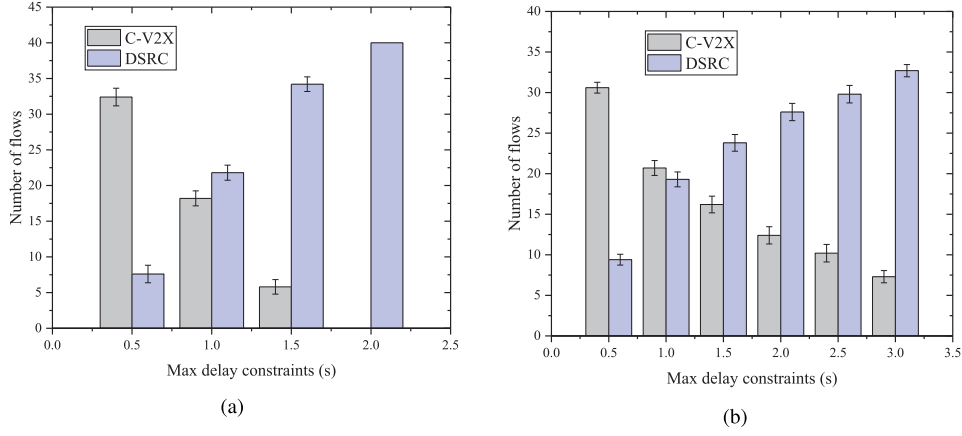 C-V2X
DSRC
Number of flows
45
40
35
30
25
20
15
10
5
0
0.0 0.5 1.0 1.5 2.0 2.5
Max delay constraints (s)
(a)
C-V2X
DSRC
Number of flows
40
35
30
25
20
15
10
5
0
0.0 0.5 1.0 1.5 2.0 2.5 3.0 3.5
Max delay constraints (s)
(b)